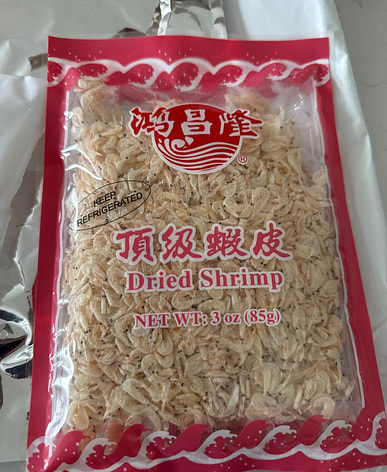 鴻昌隆
®
KEEP
REFRIGERATED
頂級蝦皮
Dried Shrimp
NET WT: 3 oz (85g)